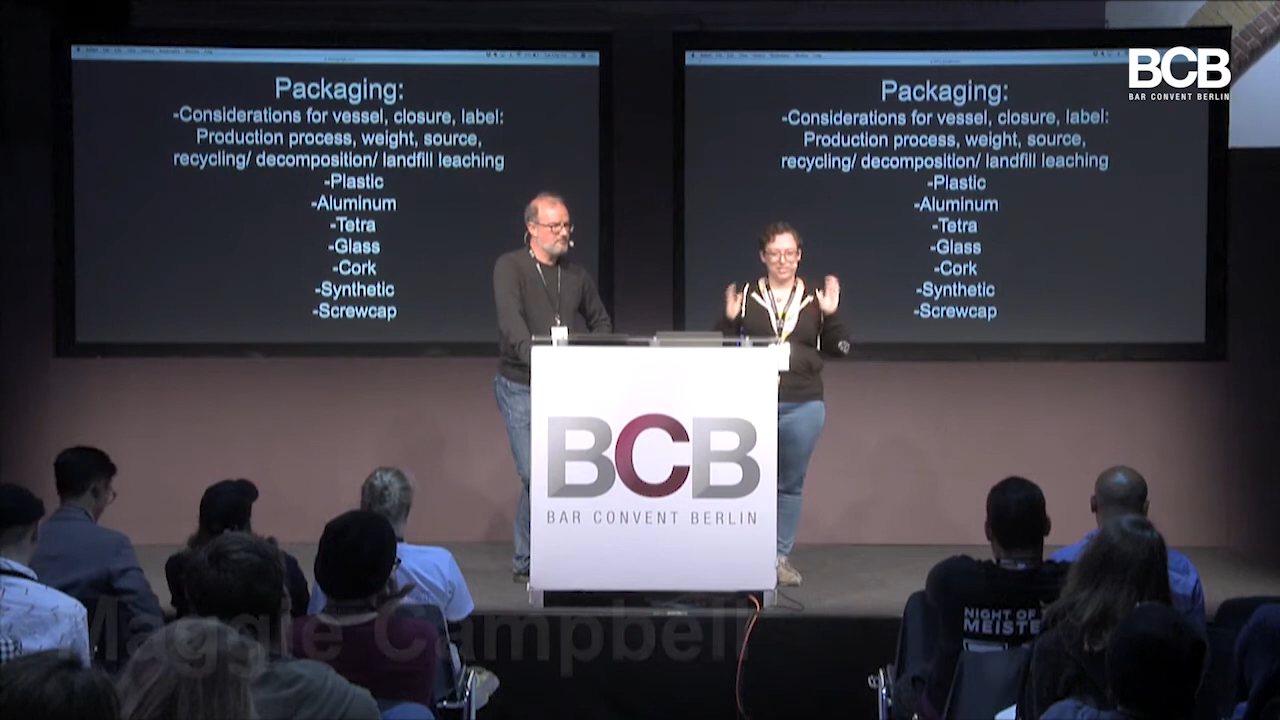 Packaging:
-Considerations for vessel, closure, label:
Production process, weight, source,
recycling/ decomposition/ landfill leaching
-Plastic
-Aluminum
-Tetra
-Glass
-Cork
-Synthetic
-Screwcap
Packaging:
-Considerations for vessel, closure, label:
Production process, weight, source,
recycling/ decomposition/ landfill leaching
-Plastic
-Aluminum
-Tetra
-Glass
-Cork
-Synthetic
-Screwcap
BCB
BAR CONVENT BERLIN
BCB
BAR CONVENT BERLIN
NIGHT OF
MEISTE
Maggie Campbell